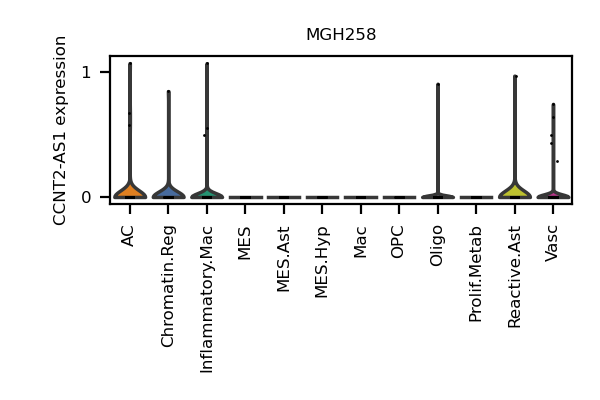 MGH258
CCNT2-AS1 expression
1
0
AC
Chromatin.Reg
Inflammatory.Mac
MES
MES.Ast
MES.Hyp
Mac
OPC
Oligo
Prolif.Metab
Reactive.Ast
Vasc